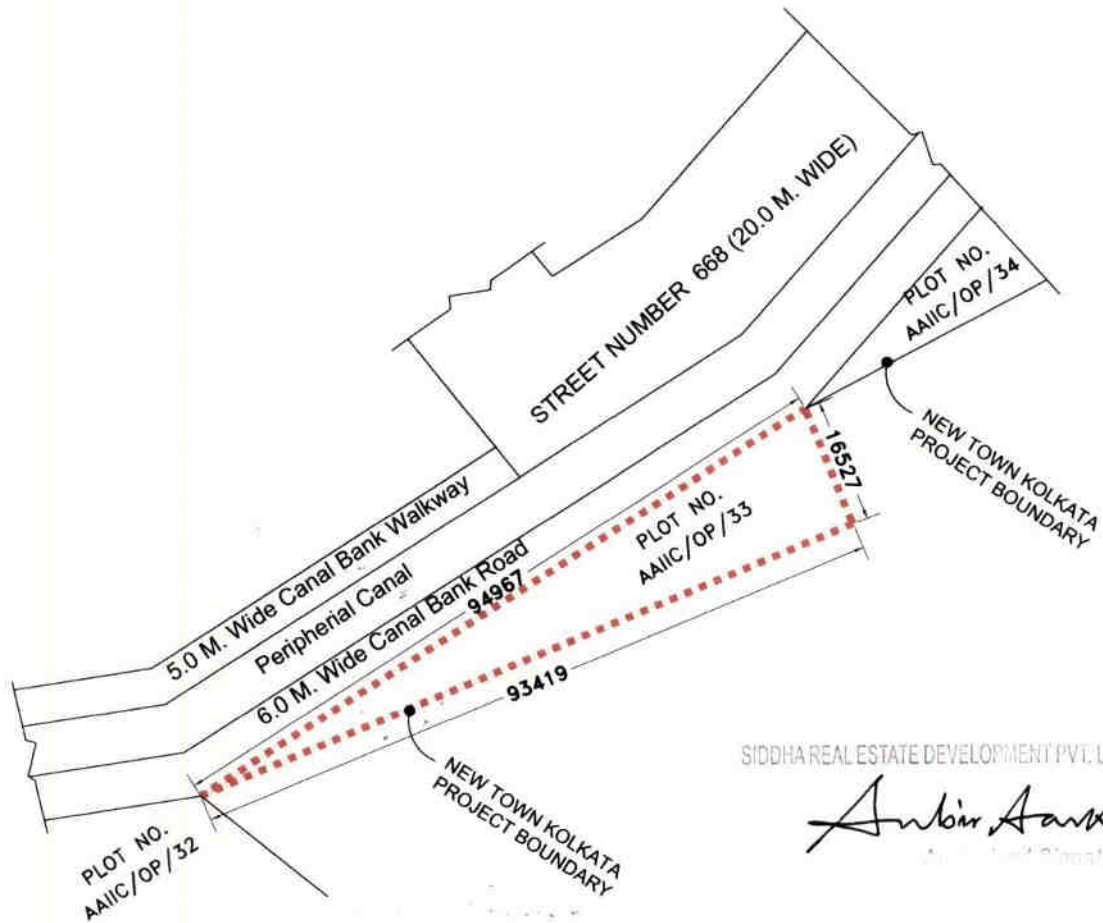 STREET NUMBER 668 (20.0 M. WIDE)
PLOT NO.
AAIIC/OP/34
NEW TOWN KOLKATA
PROJECT BOUNDARY
16527
PLOT NO.
AAIIC/OP/33
5.0 M. Wide Canal Bank Walkway
Peripherial Canal
6.0 M. Wide Canal Bank Road
94967
93419
NEW TOWN KOLKATA
PROJECT BOUNDARY
PLOT NO.
AAIIC/OP/32
SIDDHA REAL ESTATE DEVELOPMENT PVT. L